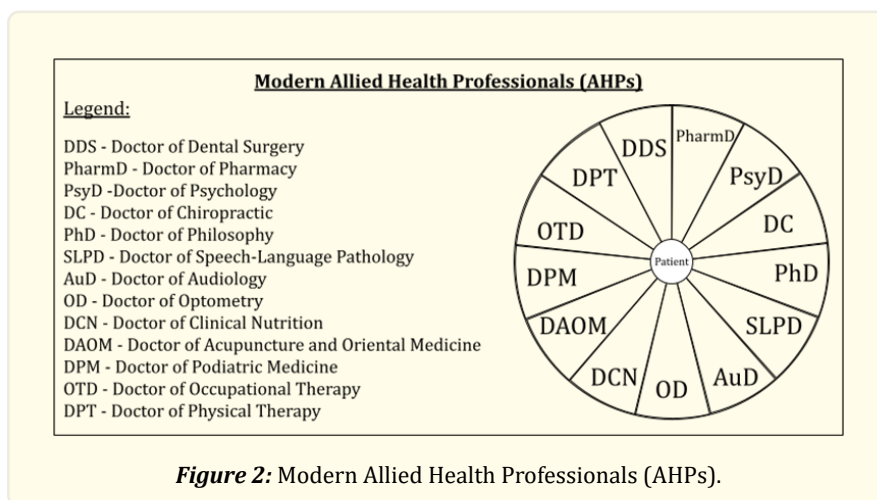 Modern Allied Health Professionals (AHPs)
Legend:
DDS - Doctor of Dental Surgery
PharmD - Doctor of Pharmacy
PsyD -Doctor of Psychology
DC - Doctor of Chiropractic
PhD - Doctor of Philosophy
SLPD - Doctor of Speech-Language Pathology
AuD - Doctor of Audiology
OD - Doctor of Optometry
DCN - Doctor of Clinical Nutrition
DAOM - Doctor of Acupuncture and Oriental Medicine
DPM - Doctor of Podiatric Medicine
OTD - Doctor of Occupational Therapy
DPT - Doctor of Physical Therapy
DDS
PharmD
PsyD
DC
PhD
SLPD
AuD
OD
DCN
DAOM
DPM
OTD
DPT
Patient
Figure 2: Modern Allied Health Professionals (AHPs).